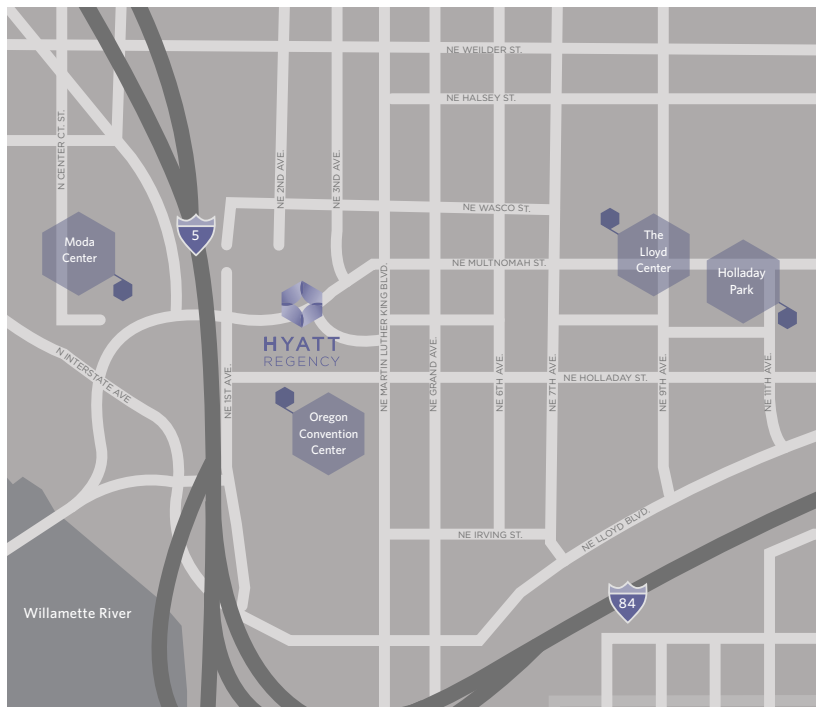 NE WEILDER ST.
NE HALSEY ST.
N CENTER CT. ST.
NE 2ND AVE.
NE 3RD AVE.
NE WASCO ST.
5
Moda
Center
The
Lloyd
Center
NE MULTNOMAH ST.
Holladay
Park
HYATT
REGENCY
NE MARTIN LUTHER KING BLVD.
NE GRAND AVE.
NE 6TH AVE.
NE 7TH AVE.
NE 9TH AVE.
NE 11TH AVE.
N INTERSTATE AVE
NE 1ST AVE.
NE HOLLADAY ST.
Oregon
Convention
Center
NE IRVING ST.
NE LLOYD BLVD.
84
Willamette River